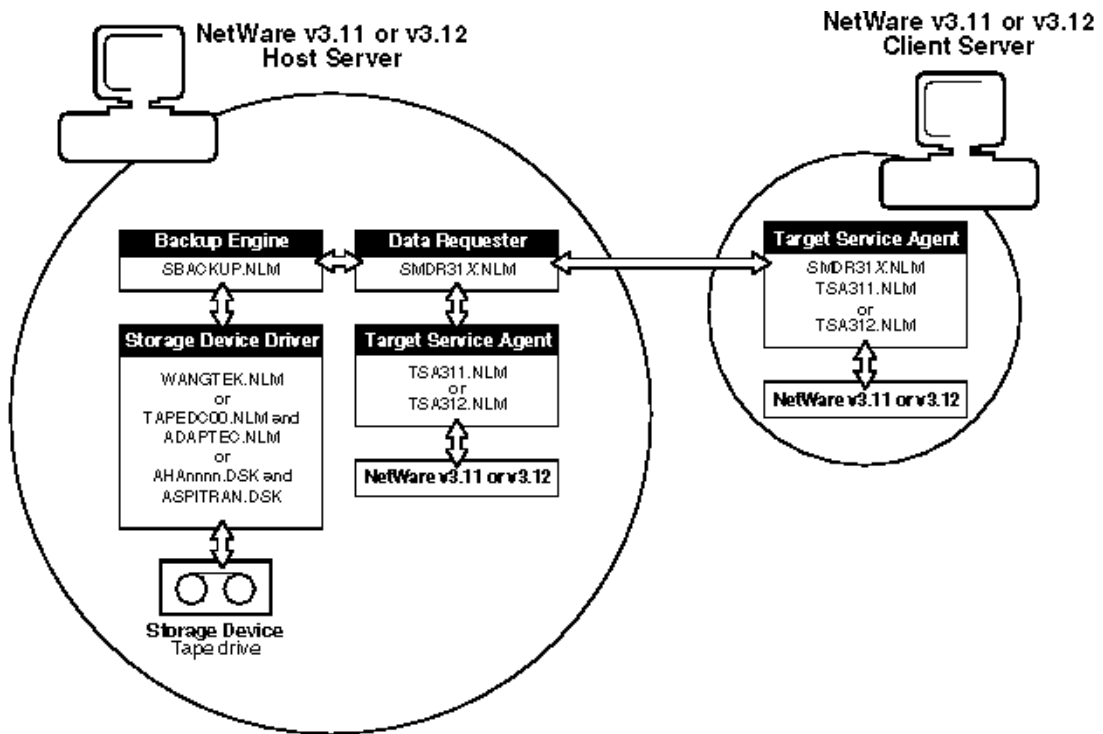 NetWare v3.11 or v3.12
Host Server
NetWare v3.11 or v3.12
Client Server
Backup Engine
SBACKUP.NLM
Data Requester
SMDR31X.NLM
Target Service Agent
SMDR31X.NLM
TSA311.NLM
or
TSA312.NLM
NetWare v3.11 or v3.12
Storage Device Driver
WANGTEK.NLM
or
TAPEDC00.NLM and
ADAPTEC.NLM
or
AHAnnnn.DSK and
ASPITRAN.DSK
Target Service Agent
TSA311.NLM
or
TSA312.NLM
NetWare v3.11 or v3.12
Storage Device
Tape drive